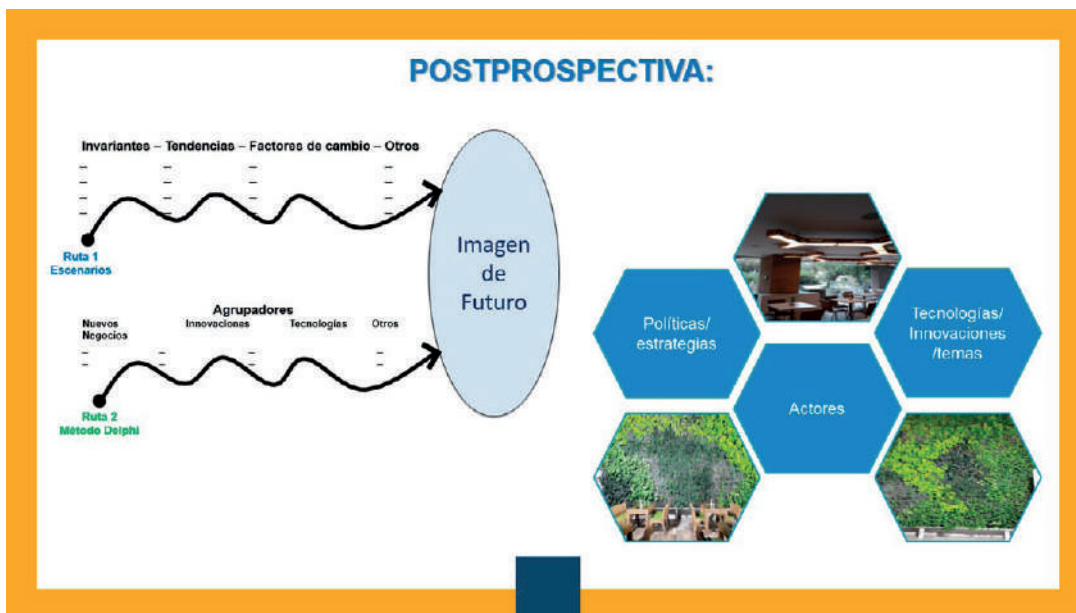 POSTPROSPECTIVA:
Invariantes – Tendencias – Factores de cambio – Otros
Ruta 1
Escenarios
Agrupadores
Nuevos
Negocios
Innovaciones
Tecnologías
Otros
Ruta 2
Método Delphi
Imagen
de
Futuro
Políticas/
estrategias
Actores
Tecnologías/
Innovaciones
/temas